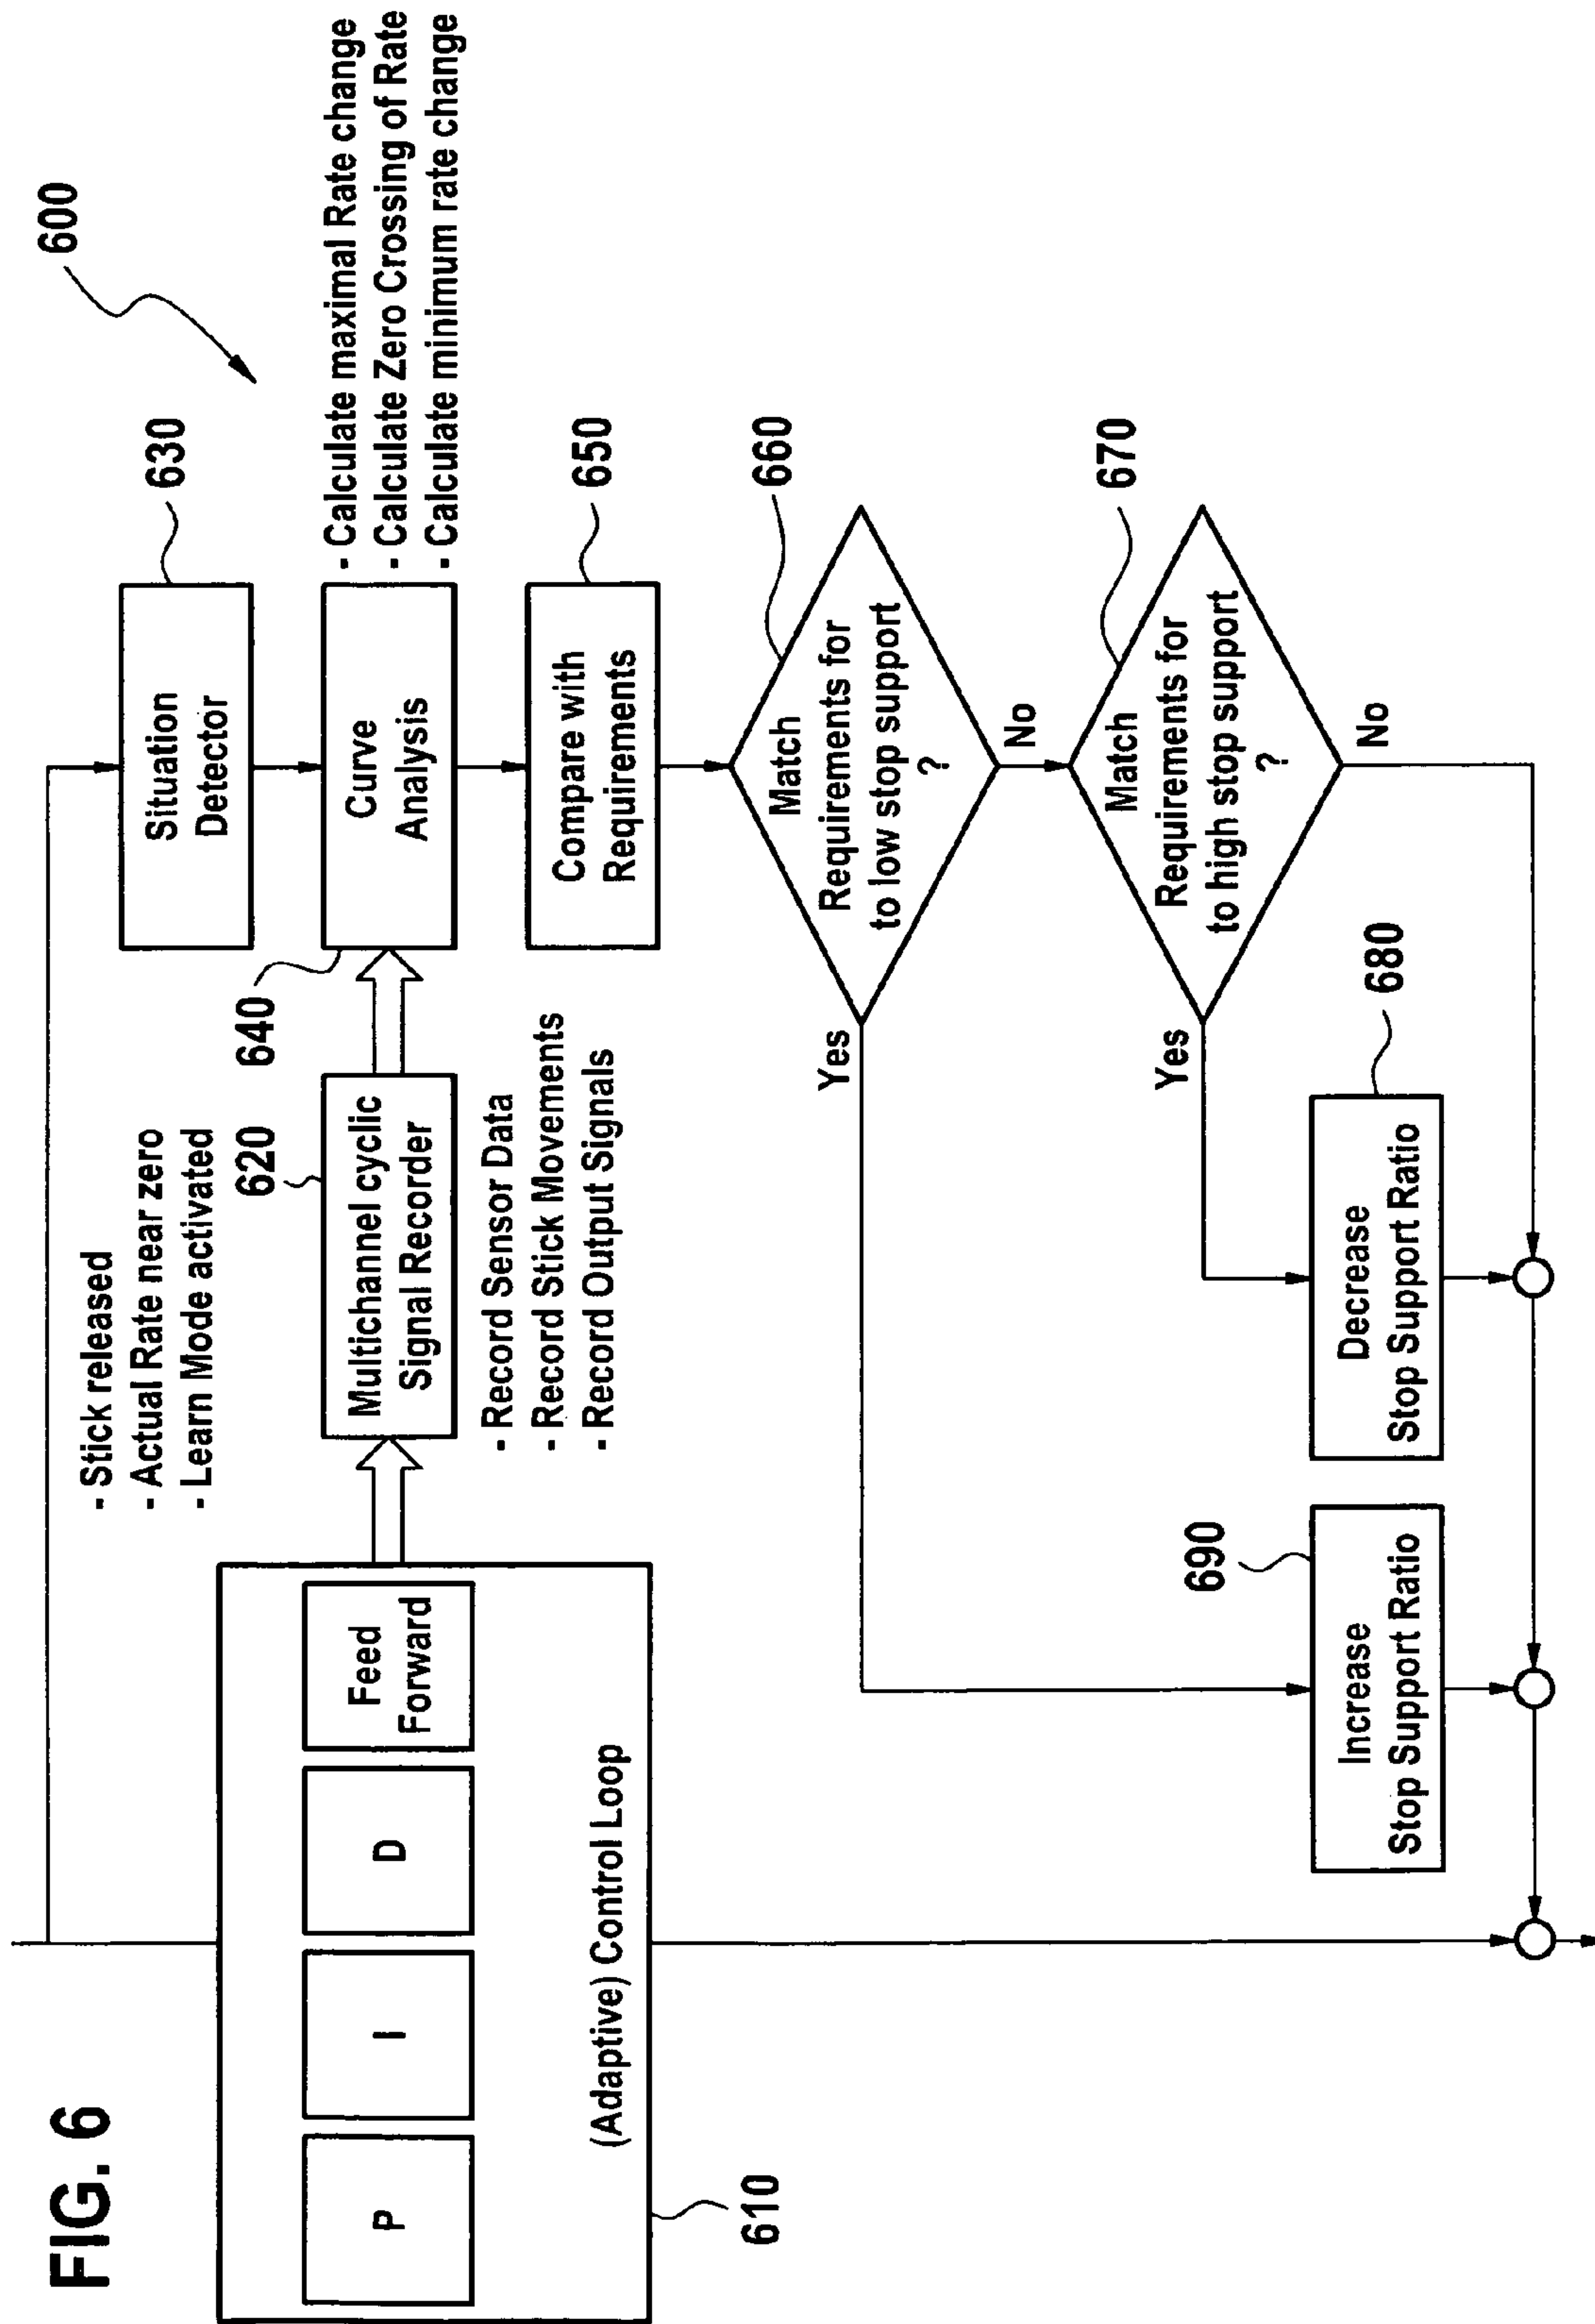 FIG. 6
600
- Stick released
- Actual Rate near zero
- Learn Mode activated
Situation
Detector
630
P
I
D
Feed
Forward
(Adaptive) Control Loop
610
620
Multichannel cyclic
Signal Recorder
- Record Sensor Data
- Record Stick Movements
- Record Output Signals
640
Curve
Analysis
- Calculate maximal Rate change
- Calculate Zero Crossing of Rate
- Calculate minimum rate change
Compare with
Requirements
650
Match
Requirements for
to low stop support
?
660
Yes
No
Match
Requirements for
to high stop support
?
670
Yes
No
690
Increase
Stop Support Ratio
Decrease
Stop Support Ratio
680